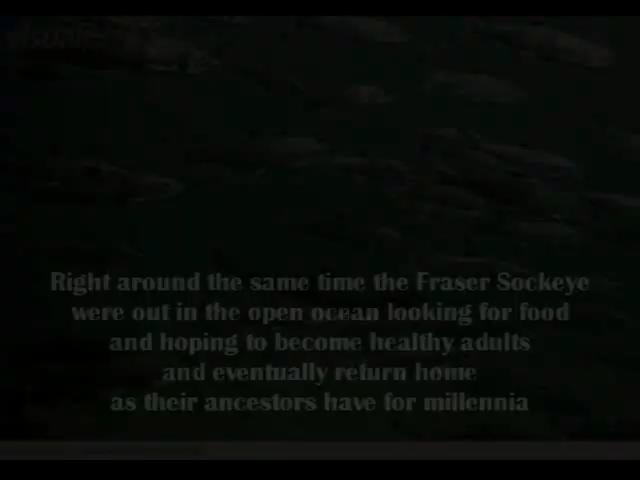 Right around the same time the Fraser Sockeye
were out in the open ocean looking for food
and hoping to become healthy adults
and eventually return home
as their ancestors have for millennia